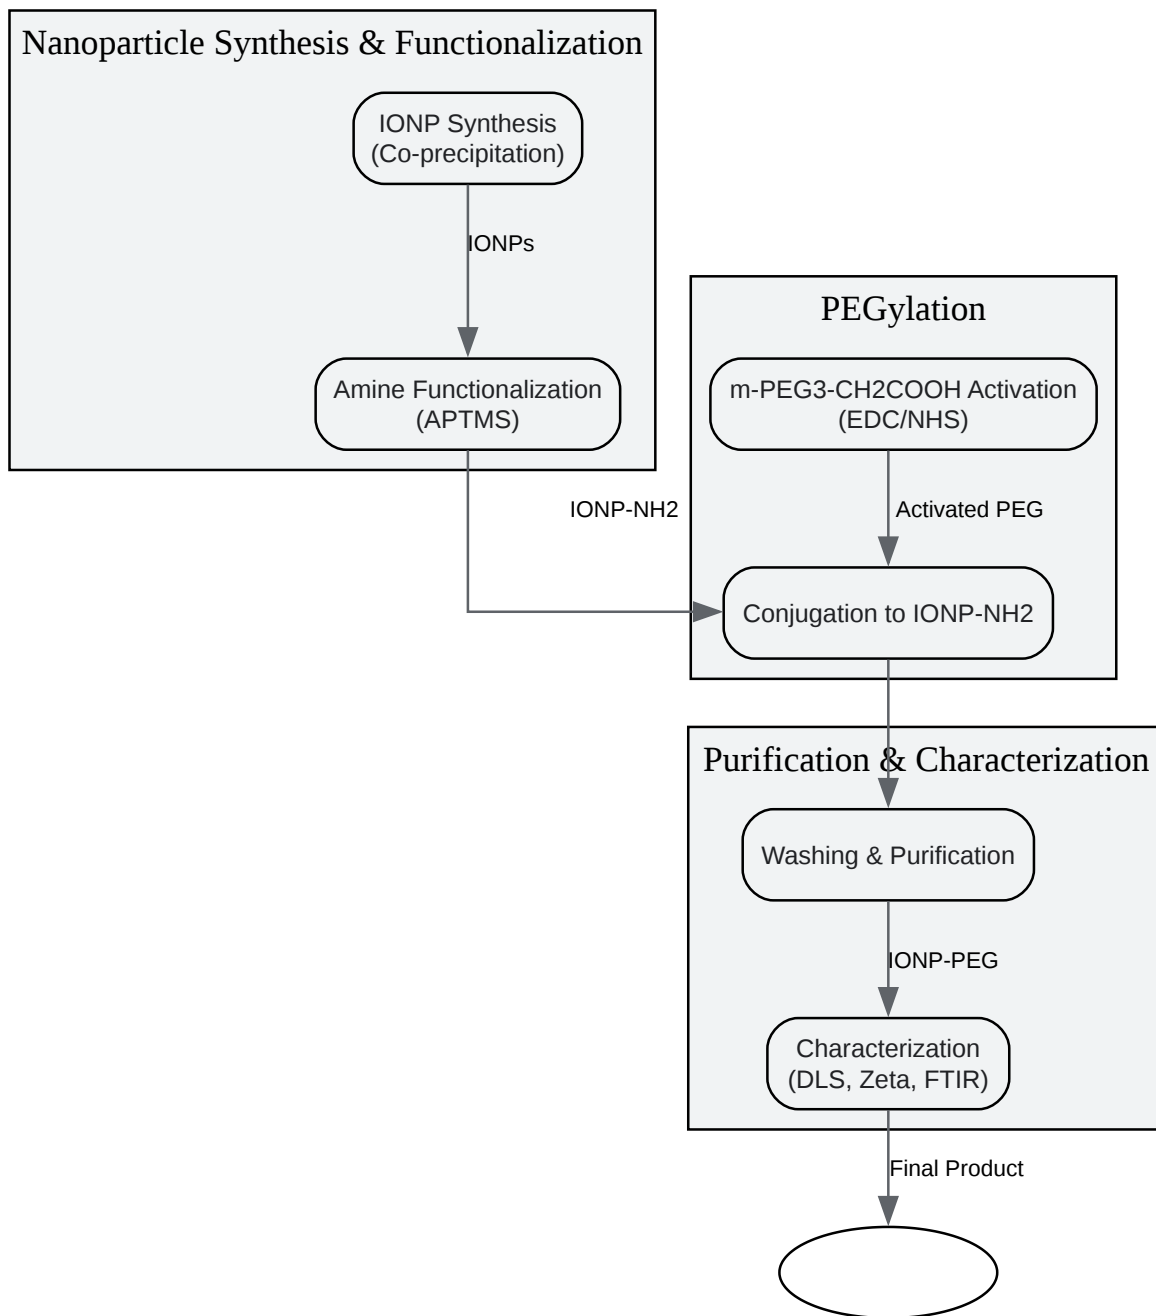 Nanoparticle Synthesis & Functionalization
IONP Synthesis
(Co-precipitation)
IONPs
Amine Functionalization
(APTMS)
IONP-NH2
PEGylation
m-PEG3-CH2COOH Activation
(EDC/NHS)
Activated PEG
Conjugation to IONP-NH2
Purification & Characterization
Washing & Purification
IONP-PEG
Characterization
(DLS, Zeta, FTIR)
Final Product